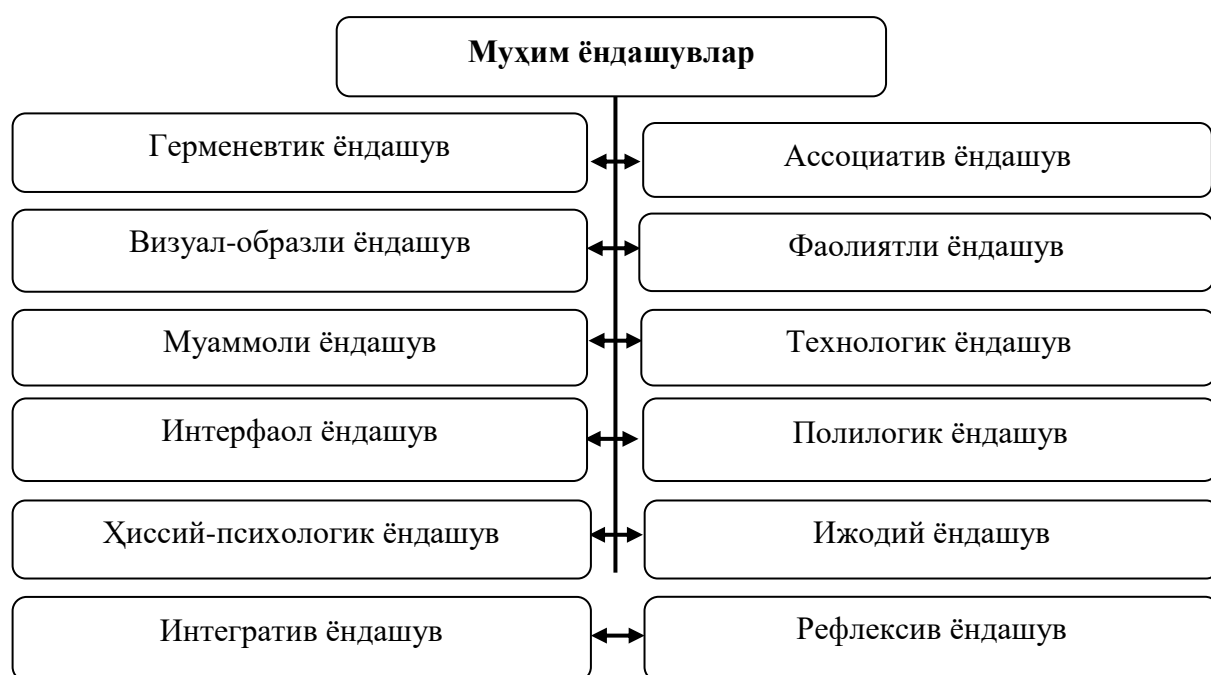 Муҳим ёндашувлар
Герменевтик ёндашув
Ассоциатив ёндашув
Визуал-образли ёндашув
Фаолиятли ёндашув
Муаммоли ёндашув
Технологик ёндашув
Интерфаол ёндашув
Полилогик ёндашув
Ҳиссий-психологик ёндашув
Ижодий ёндашув
Интегратив ёндашув
Рефлексив ёндашув